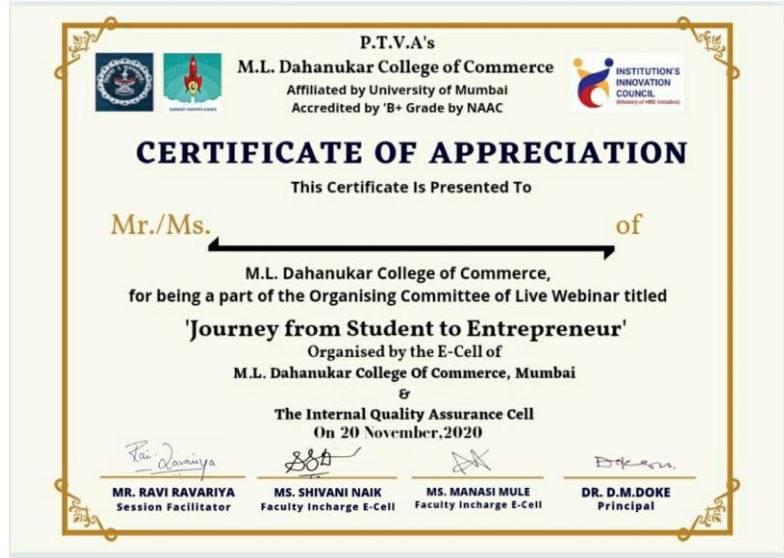 P.T.V.A's
M.L. Dahanukar College of Commerce
Affiliated by University of Mumbai
Accredited by 'B+ Grade by NAAC
INSTITUTION'S
INNOVATION
COUNCIL
(Ministry of HRD Initiative)
CERTIFICATE OF APPRECIATION
This Certificate Is Presented To
Mr./Ms. of
M.L. Dahanukar College of Commerce,
for being a part of the Organising Committee of Live Webinar titled
'Journey from Student to Entrepreneur'
Organised by the E-Cell of
M.L. Dahanukar College Of Commerce, Mumbai
&
The Internal Quality Assurance Cell
On 20 November,2020
MR. RAVI RAVARIYA
Session Facilitator
MS. SHIVANI NAIK
Faculty Incharge E-Cell
MS. MANASI MULE
Faculty Incharge E-Cell
DR. D.M.DOKE
Principal